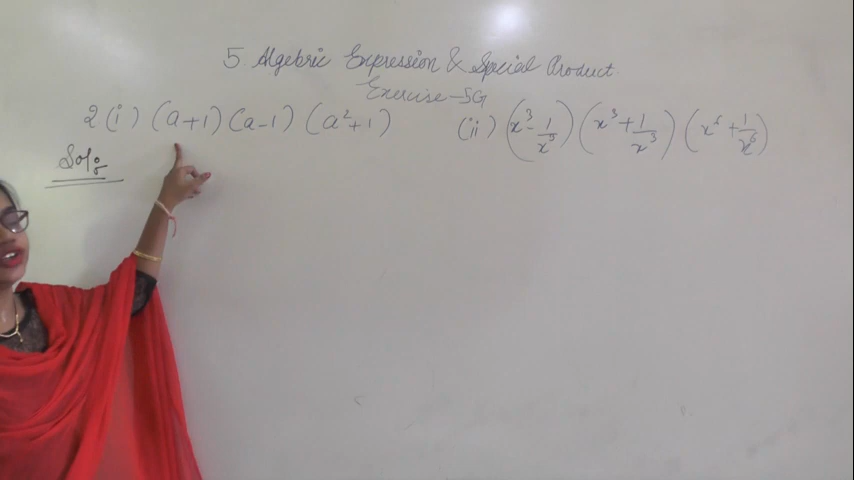 5. Algebric Expression & Special Product.
Exercise-5G
2(i) (a+1)(a-1) (a²+1) (ii) (x³-1/x³)(x³+1/x³)(x⁶+1/x⁶)
Sol: